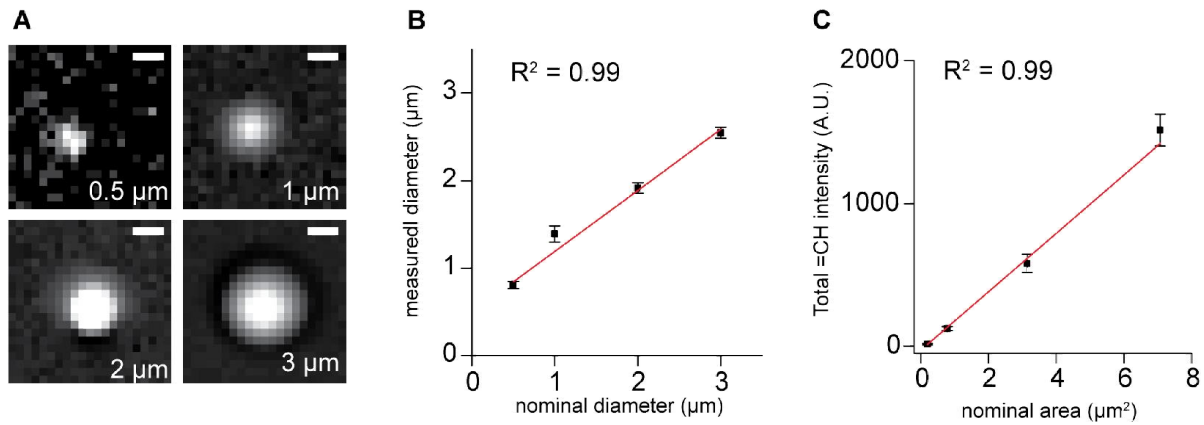 A
0.5 µm
1 µm
2 µm
3 µm
B
R² = 0.99
measuredl diameter (µm)
3
2
1
0
0
1
2
3
nominal diameter (µm)
C
R² = 0.99
Total =CH intensity (A.U.)
2000
1000
0
0
2
4
6
8
nominal area (µm²)